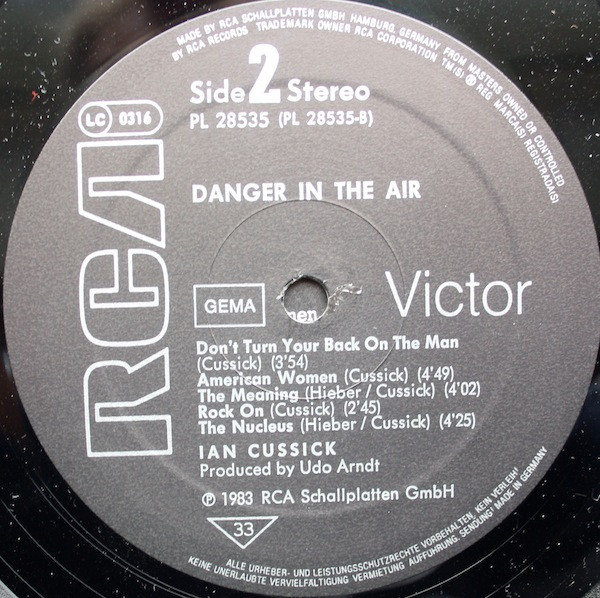 MADE BY RCA SCHALLPLATTEN GMBH HAMBURG, GERMANY FROM MASTERS OWNED OR CONTROLLED
BY RCA RECORDS TRADEMARK OWNER RCA CORPORATION TM(S) ® REG. MARCA(S) REGISTRADA(S)
Side 2 Stereo
LC 0316
PL 28535 (PL 28535-B)
DANGER IN THE AIR
RCA
GEMA
men
Victor
Don't Turn Your Back On The Man
(Cussick) (3'54)
American Women (Cussick) (4'49)
The Meaning (Hieber / Cussick) (4'02)
Rock On (Cussick) (2'45)
The Nucleus (Hieber / Cussick) (4'25)
IAN CUSSICK
Produced by Udo Arndt
℗ 1983 RCA Schallplatten GmbH
33
ALLE URHEBER- UND LEISTUNGSSCHUTZRECHTE VORBEHALTEN, KEIN VERLEIH!
KEINE UNERLAUBTE VERVIELFÄLTIGUNG VERMIETUNG AUFFÜHRUNG, SENDUNG! MADE IN GERMANY